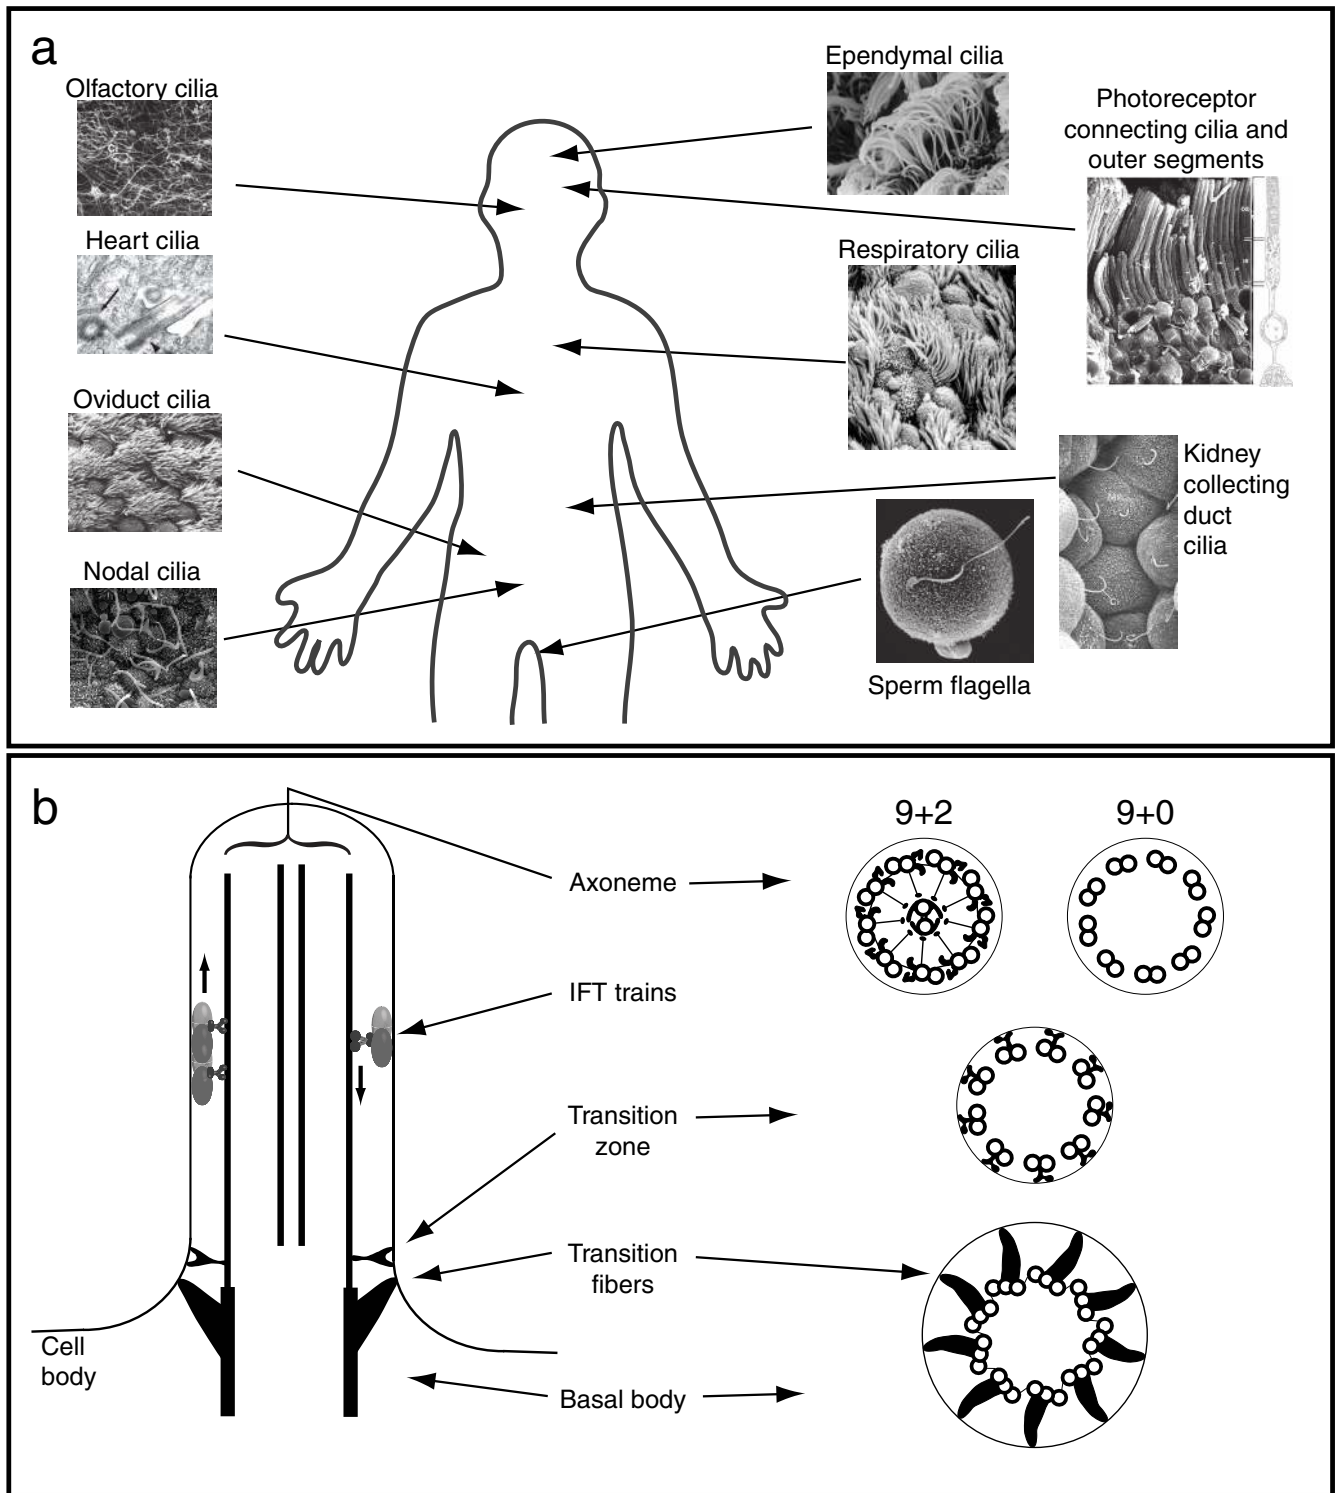 a
Olfactory cilia
Heart cilia
Oviduct cilia
Nodal cilia
Ependymal cilia
Photoreceptor
connecting cilia and
outer segments
Respiratory cilia
Kidney
collecting
duct
cilia
Sperm flagella
b
9+2
9+0
Axoneme
IFT trains
Transition
zone
Transition
fibers
Basal body
Cell
body